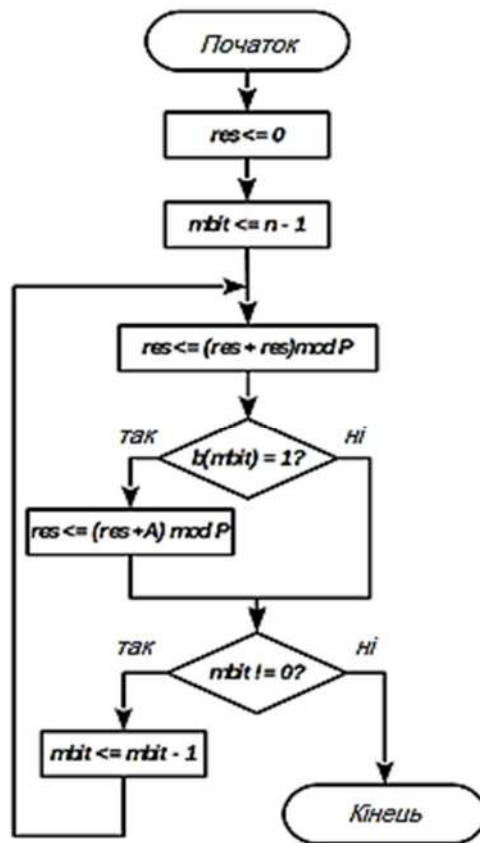 Початок
res <= 0
mbit <= n - 1
res <= (res + res)mod P
так
b(mbit) = 1?
ні
res <= (res +A) mod P
так
mbit != 0?
ні
mbit <= mbit - 1
Кінець